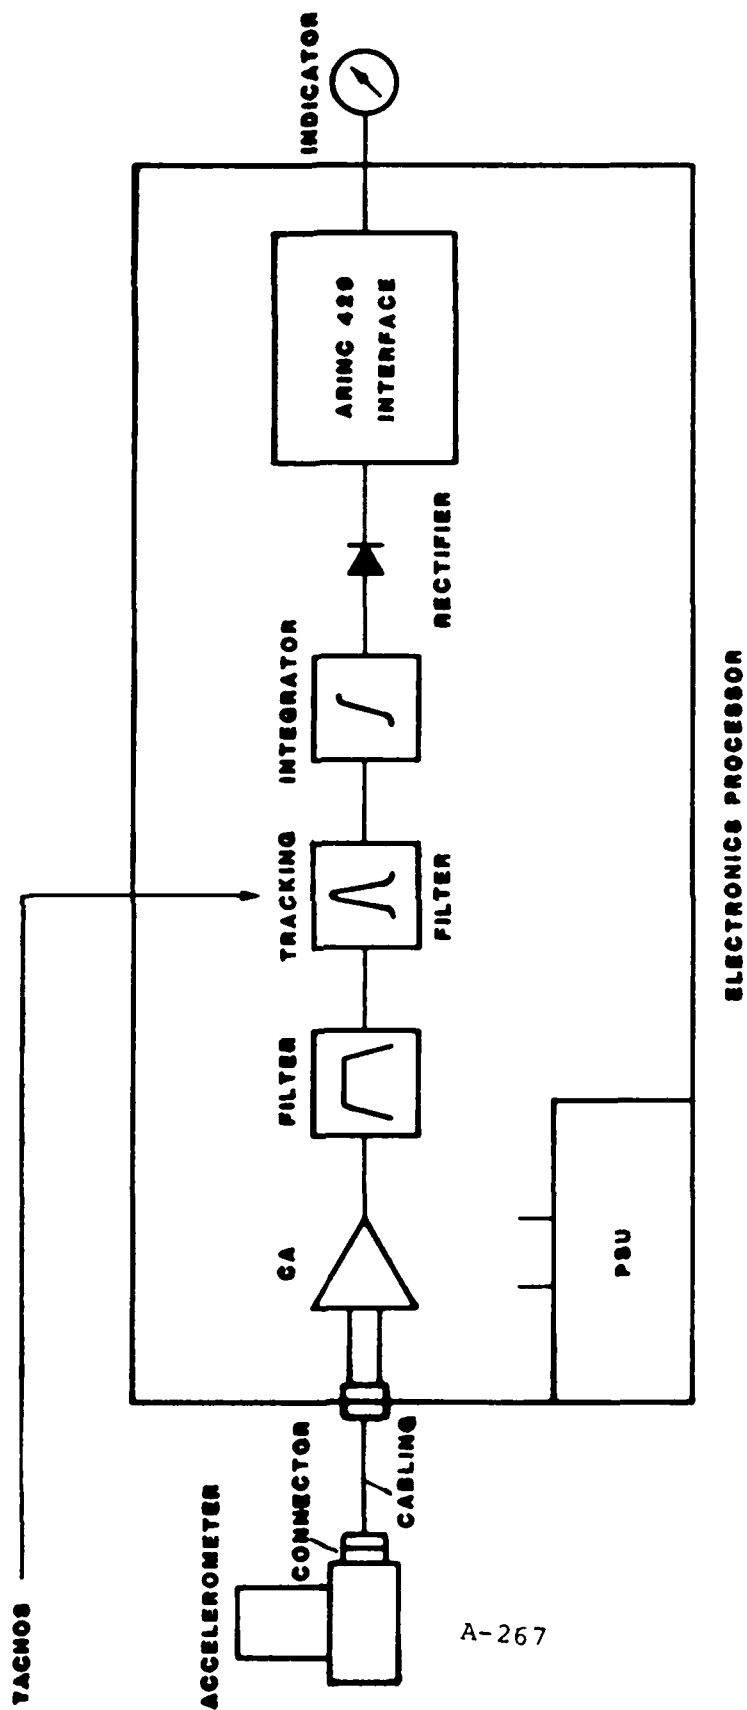 TACHOS
ACCELEROMETER
CONNECTOR
CABLING
CA
FILTER
TRACKING
FILTER
INTEGRATOR
RECTIFIER
ARINC 429
INTERFACE
INDICATOR
PSU
ELECTRONICS PROCESSOR
A-267